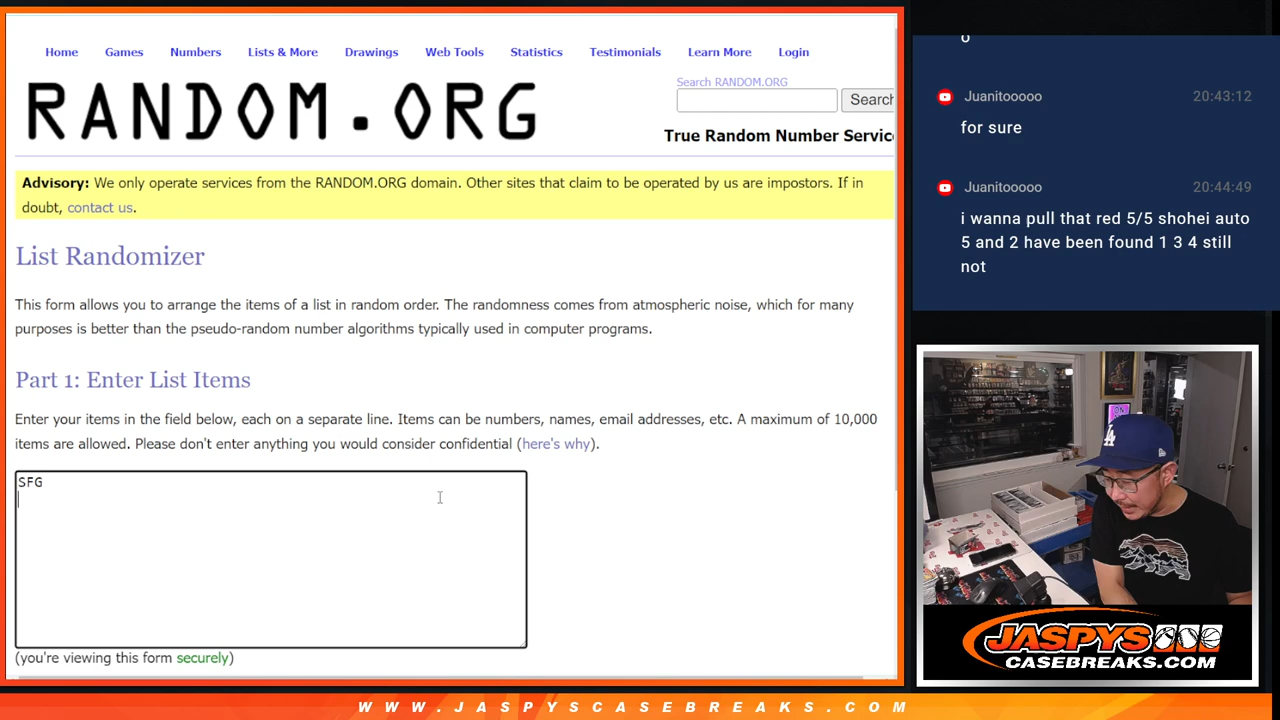 Home Games Numbers Lists & More Drawings Web Tools Statistics Testimonials Learn More Login
Search RANDOM.ORG
RANDOM.ORG
Search
True Random Number Servic
Advisory: We only operate services from the RANDOM.ORG domain. Other sites that claim to be operated by us are impostors. If in
doubt, contact us.
List Randomizer
This form allows you to arrange the items of a list in random order. The randomness comes from atmospheric noise, which for many
purposes is better than the pseudo-random number algorithms typically used in computer programs.
Part 1: Enter List Items
Enter your items in the field below, each on a separate line. Items can be numbers, names, email addresses, etc. A maximum of 10,000
items are allowed. Please don't enter anything you would consider confidential (here's why).
SFG
(you're viewing this form securely)
Juanitooooo 20:43:12
for sure
Juanitooooo 20:44:49
i wanna pull that red 5/5 shohei auto
5 and 2 have been found 1 3 4 still
not
LA
JASPYS
CASEBREAKS.COM
WWW.JASPYSCASEBREAKS.COM